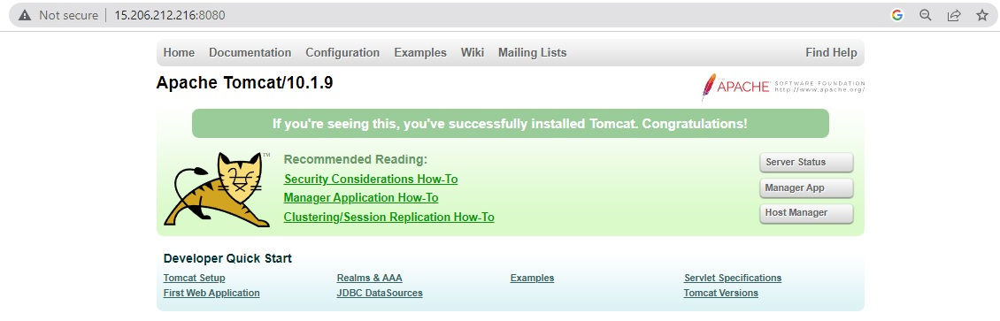 Not secure 15.206.212.216:8080
Home Documentation Configuration Examples Wiki Mailing Lists Find Help
Apache Tomcat/10.1.9
APACHE SOFTWARE FOUNDATION
http://www.apache.org/
If you're seeing this, you've successfully installed Tomcat. Congratulations!
TM
Recommended Reading:
Security Considerations How-To
Manager Application How-To
Clustering/Session Replication How-To
Server Status
Manager App
Host Manager
Developer Quick Start
Tomcat Setup Realms & AAA Examples Servlet Specifications
First Web Application JDBC DataSources Tomcat Versions